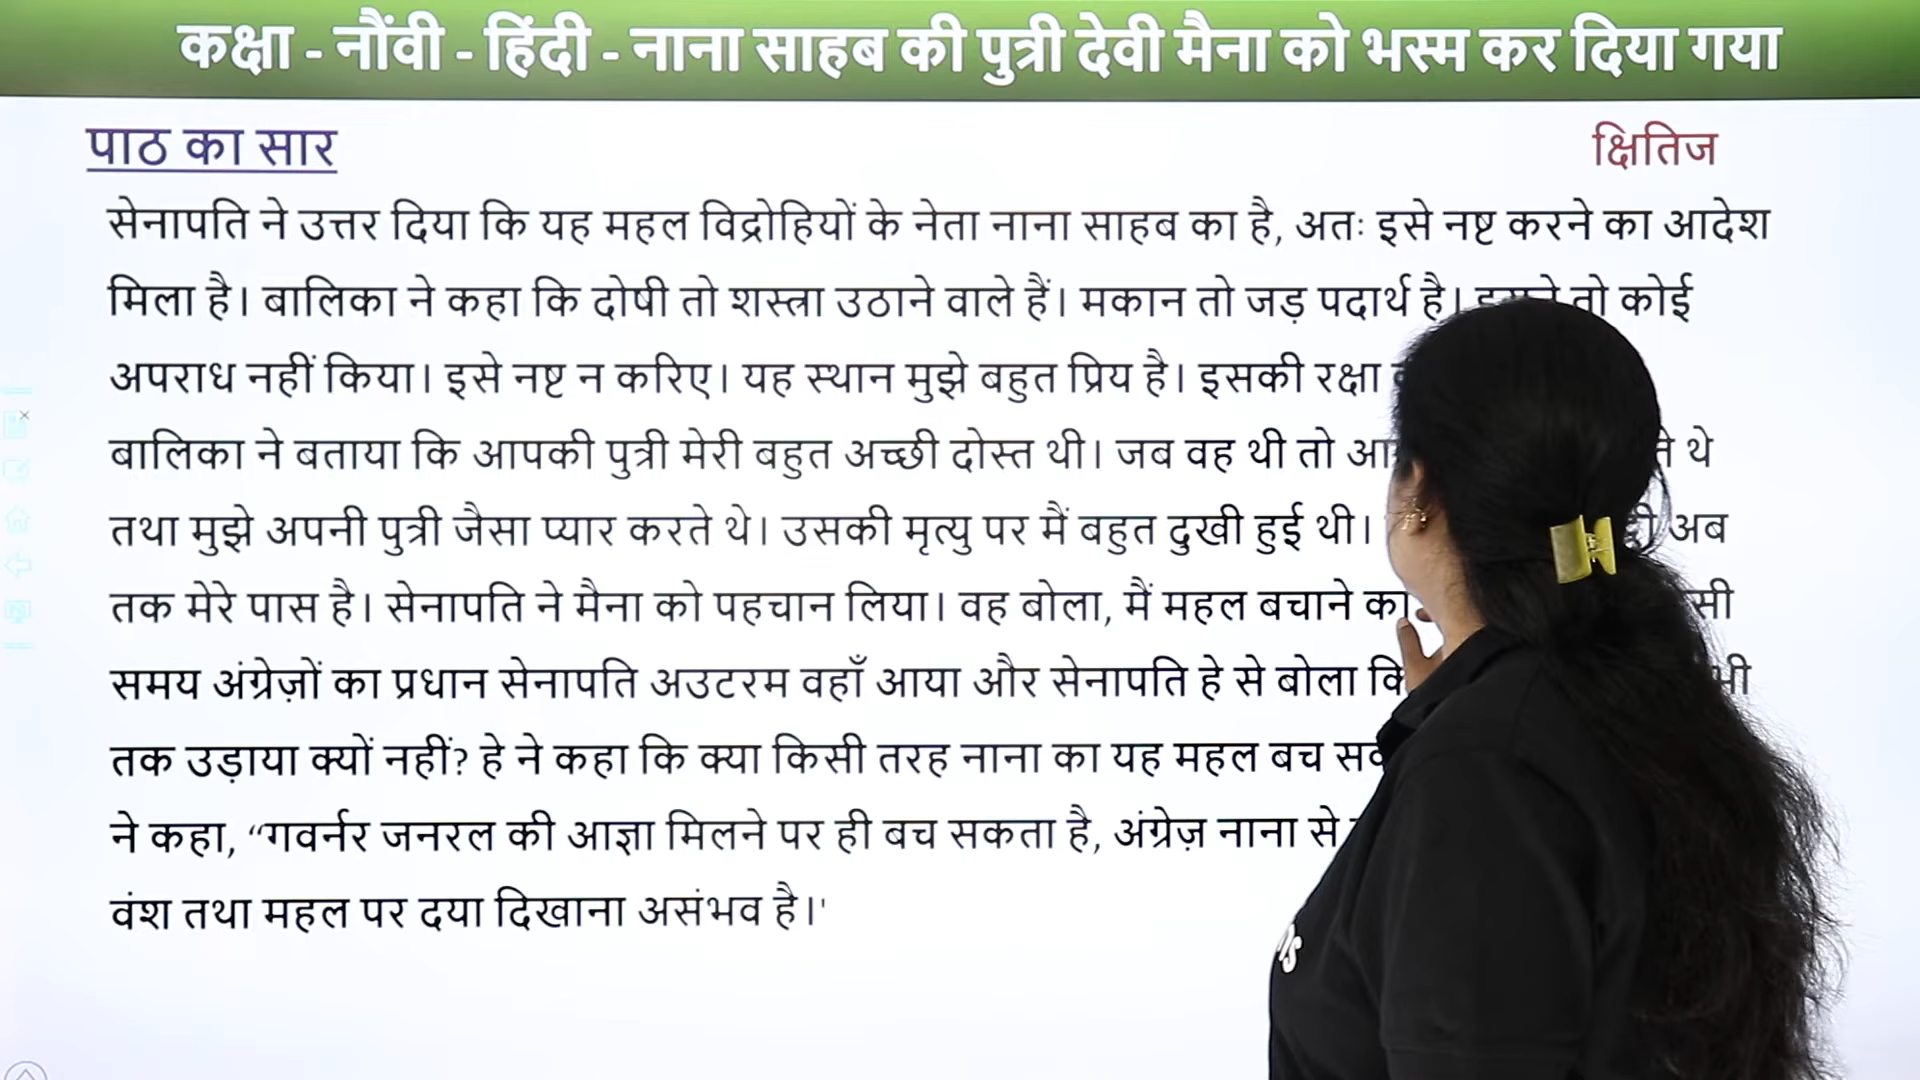 कक्षा - नौंवी - हिंदी - नाना साहब की पुत्री देवी मैना को भस्म कर दिया गया
पाठ का सार
क्षितिज
सेनापति ने उत्तर दिया कि यह महल विद्रोहियों के नेता नाना साहब का है, अतः इसे नष्ट करने का आदेश
मिला है। बालिका ने कहा कि दोषी तो शस्त्रा उठाने वाले हैं। मकान तो जड़ पदार्थ है। तो कोई
अपराध नहीं किया। इसे नष्ट न करिए। यह स्थान मुझे बहुत प्रिय है। इसकी रक्षा
बालिका ने बताया कि आपकी पुत्री मेरी बहुत अच्छी दोस्त थी। जब वह थी तो थे
तथा मुझे अपनी पुत्री जैसा प्यार करते थे। उसकी मृत्यु पर मैं बहुत दुखी हुई थी। अब
तक मेरे पास है। सेनापति ने मैना को पहचान लिया। वह बोला, मैं महल बचाने का
समय अंग्रेज़ों का प्रधान सेनापति अउटरम वहाँ आया और सेनापति हे से बोला कि
तक उड़ाया क्यों नहीं? हे ने कहा कि क्या किसी तरह नाना का यह महल बच
ने कहा, “गवर्नर जनरल की आज्ञा मिलने पर ही बच सकता है, अंग्रेज़ नाना से
वंश तथा महल पर दया दिखाना असंभव है।'